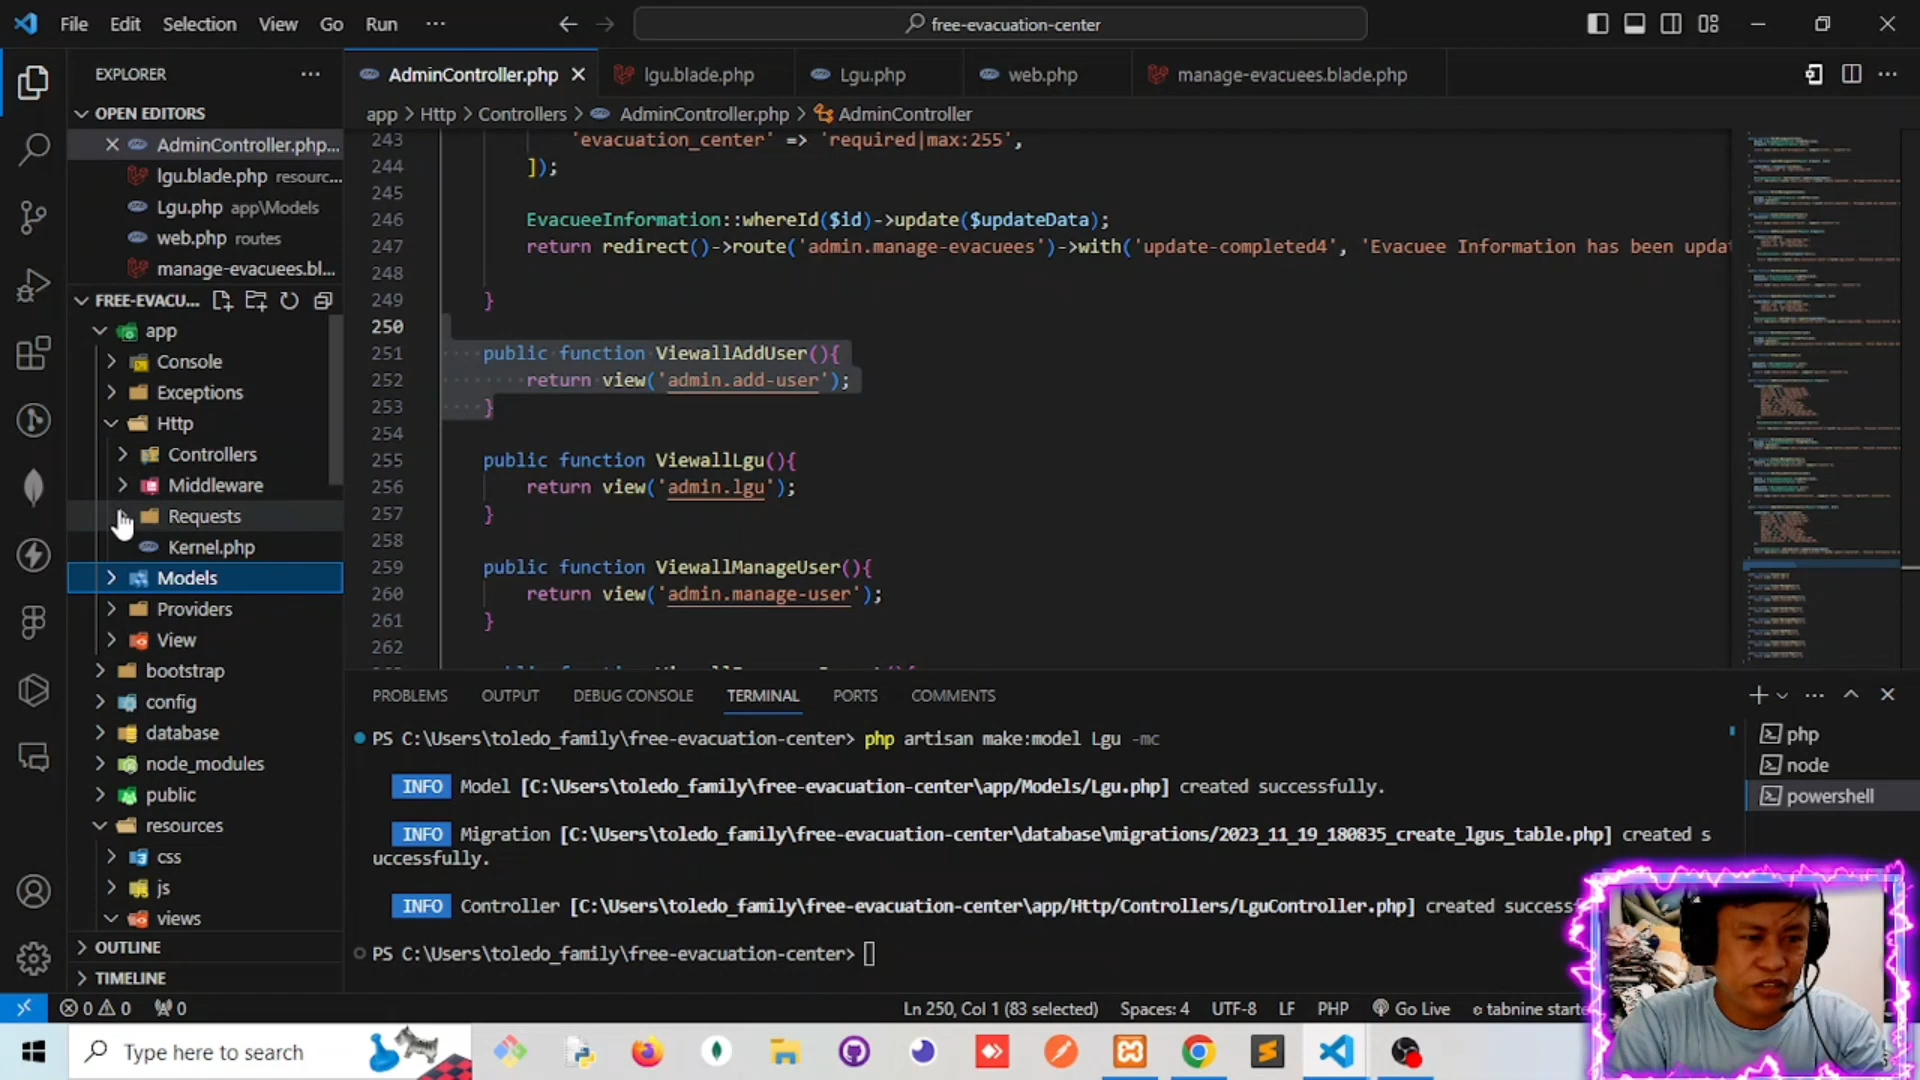 File Edit Selection View Go Run ···
free-evacuation-center
EXPLORER
OPEN EDITORS
AdminController.php...
lgu.blade.php resourc...
Lgu.php app\Models
web.php routes
manage-evacuees.bl...
FREE-EVACU...
app
Console
Exceptions
Http
Controllers
Middleware
Requests
Kernel.php
Models
Providers
View
bootstrap
config
database
node_modules
public
resources
css
js
views
OUTLINE
TIMELINE
AdminController.php lgu.blade.php Lgu.php web.php manage-evacuees.blade.php
app > Http > Controllers > AdminController.php > AdminController
243 'evacuation_center' => 'required|max:255',
244 ]);
245
246 EvacueeInformation::whereId($id)->update($updateData);
247 return redirect()->route('admin.manage-evacuees')->with('update-completed4', 'Evacuee Information has been updat
248
249 }
250
251 public function ViewallAddUser(){
252 return view('admin.add-user');
253 }
254
255 public function ViewallLgu(){
256 return view('admin.lgu');
257 }
258
259 public function ViewallManageUser(){
260 return view('admin.manage-user');
261 }
262
PROBLEMS OUTPUT DEBUG CONSOLE TERMINAL PORTS COMMENTS
PS C:\Users\toledo_family\free-evacuation-center> php artisan make:model Lgu -mc
INFO Model [C:\Users\toledo_family\free-evacuation-center\app/Models/Lgu.php] created successfully.
INFO Migration [C:\Users\toledo_family\free-evacuation-center\database\migrations/2023_11_19_180835_create_lgus_table.php] created s
uccessfully.
INFO Controller [C:\Users\toledo_family\free-evacuation-center\app/Http/Controllers/LguController.php] created success
PS C:\Users\toledo_family\free-evacuation-center>
php
node
powershell
0 0 0 Ln 250, Col 1 (83 selected) Spaces: 4 UTF-8 LF PHP Go Live tabnine starte
Type here to search